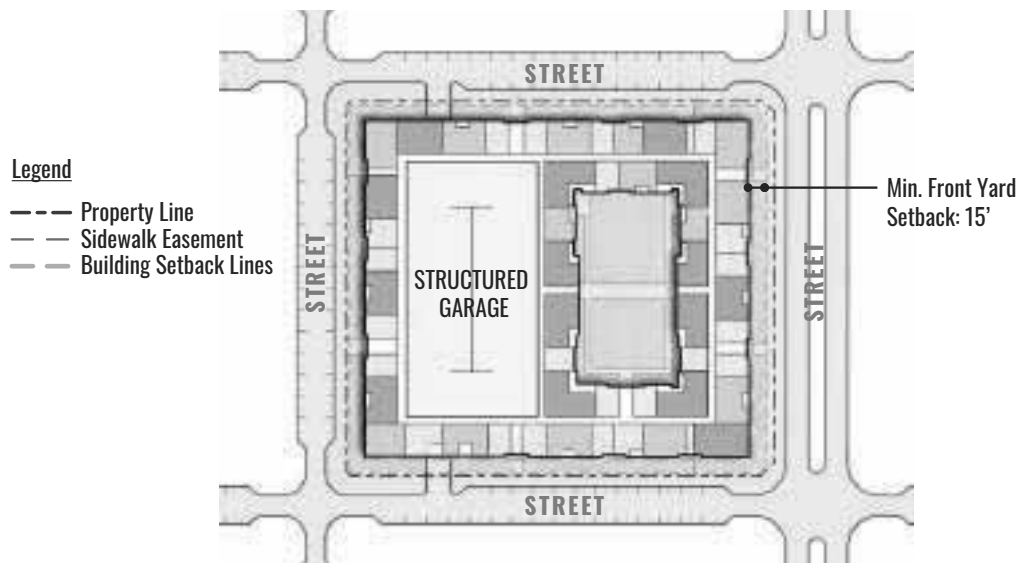 STREET
Legend
Property Line
Sidewalk Easement
Building Setback Lines
STREET
STRUCTURED
GARAGE
STREET
Min. Front Yard
Setback: 15’
STREET